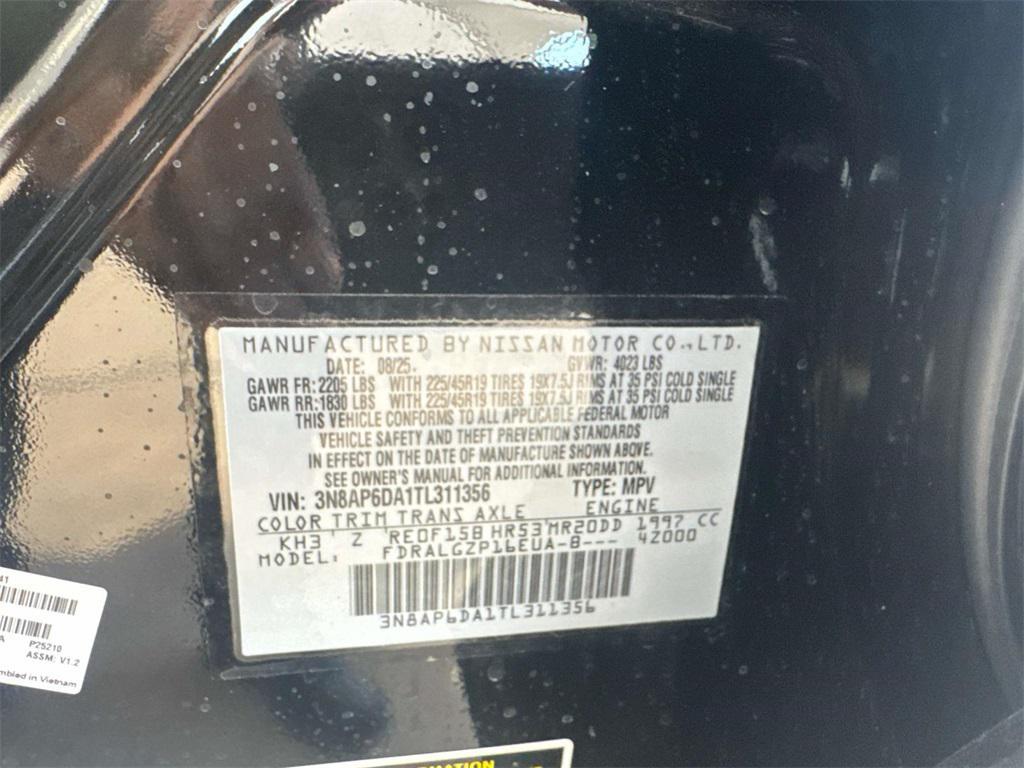 MANUFACTURED BY NISSAN MOTOR CO.,LTD.
DATE: 08/25. GVWR: 4023 LBS
GAWR FR: 2205 LBS WITH 225/45R19 TIRES 19X7.5J RIMS AT 35 PSI COLD SINGLE
GAWR RR: 1830 LBS WITH 225/45R19 TIRES 19X7.5J RIMS AT 35 PSI COLD SINGLE
THIS VEHICLE CONFORMS TO ALL APPLICABLE FEDERAL MOTOR
VEHICLE SAFETY AND THEFT PREVENTION STANDARDS
IN EFFECT ON THE DATE OF MANUFACTURE SHOWN ABOVE.
SEE OWNER'S MANUAL FOR ADDITIONAL INFORMATION.
VIN: 3N8AP6DA1TL311356 TYPE: MPV
COLOR TRIM TRANS AXLE ENGINE
KH3 Z RE0F15B HR53 MR20DD 1997 CC
MODEL: FDRALGZP16EUA-B--- 42000
3N8AP6DA1TL311356
41
A P25210
ASSM: V1.2
mbled in Vietnam